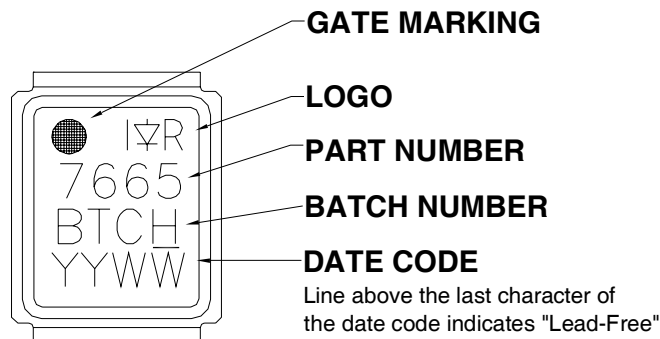 GATE MARKING
LOGO
I R
PART NUMBER
7665
BATCH NUMBER
BTCH
DATE CODE
YYWW
Line above the last character of
the date code indicates "Lead-Free"